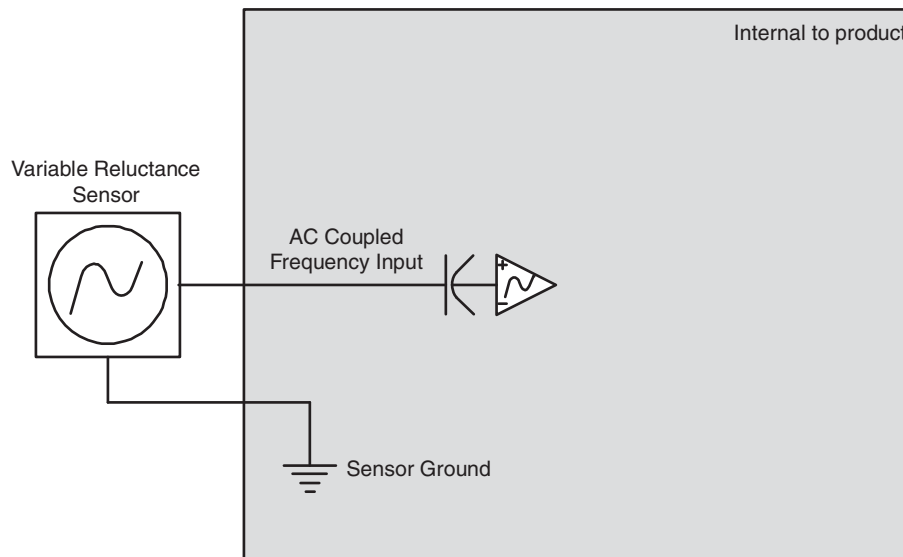 Internal to product
Variable Reluctance
Sensor
AC Coupled
Frequency Input
+
−
Sensor Ground